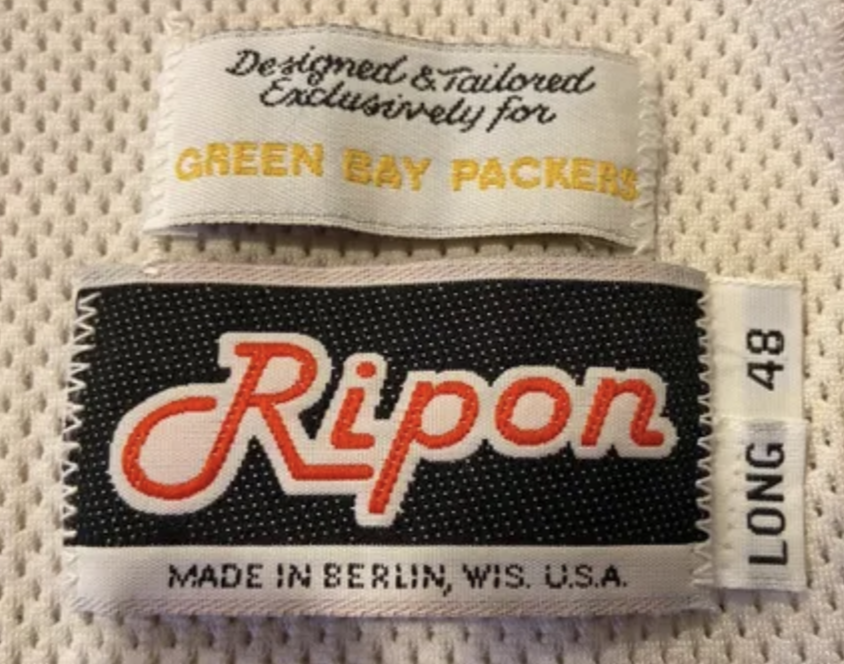 Designed & Tailored
Exclusively for
GREEN BAY PACKERS
Ripon
MADE IN BERLIN, WIS. U.S.A.
48
LONG